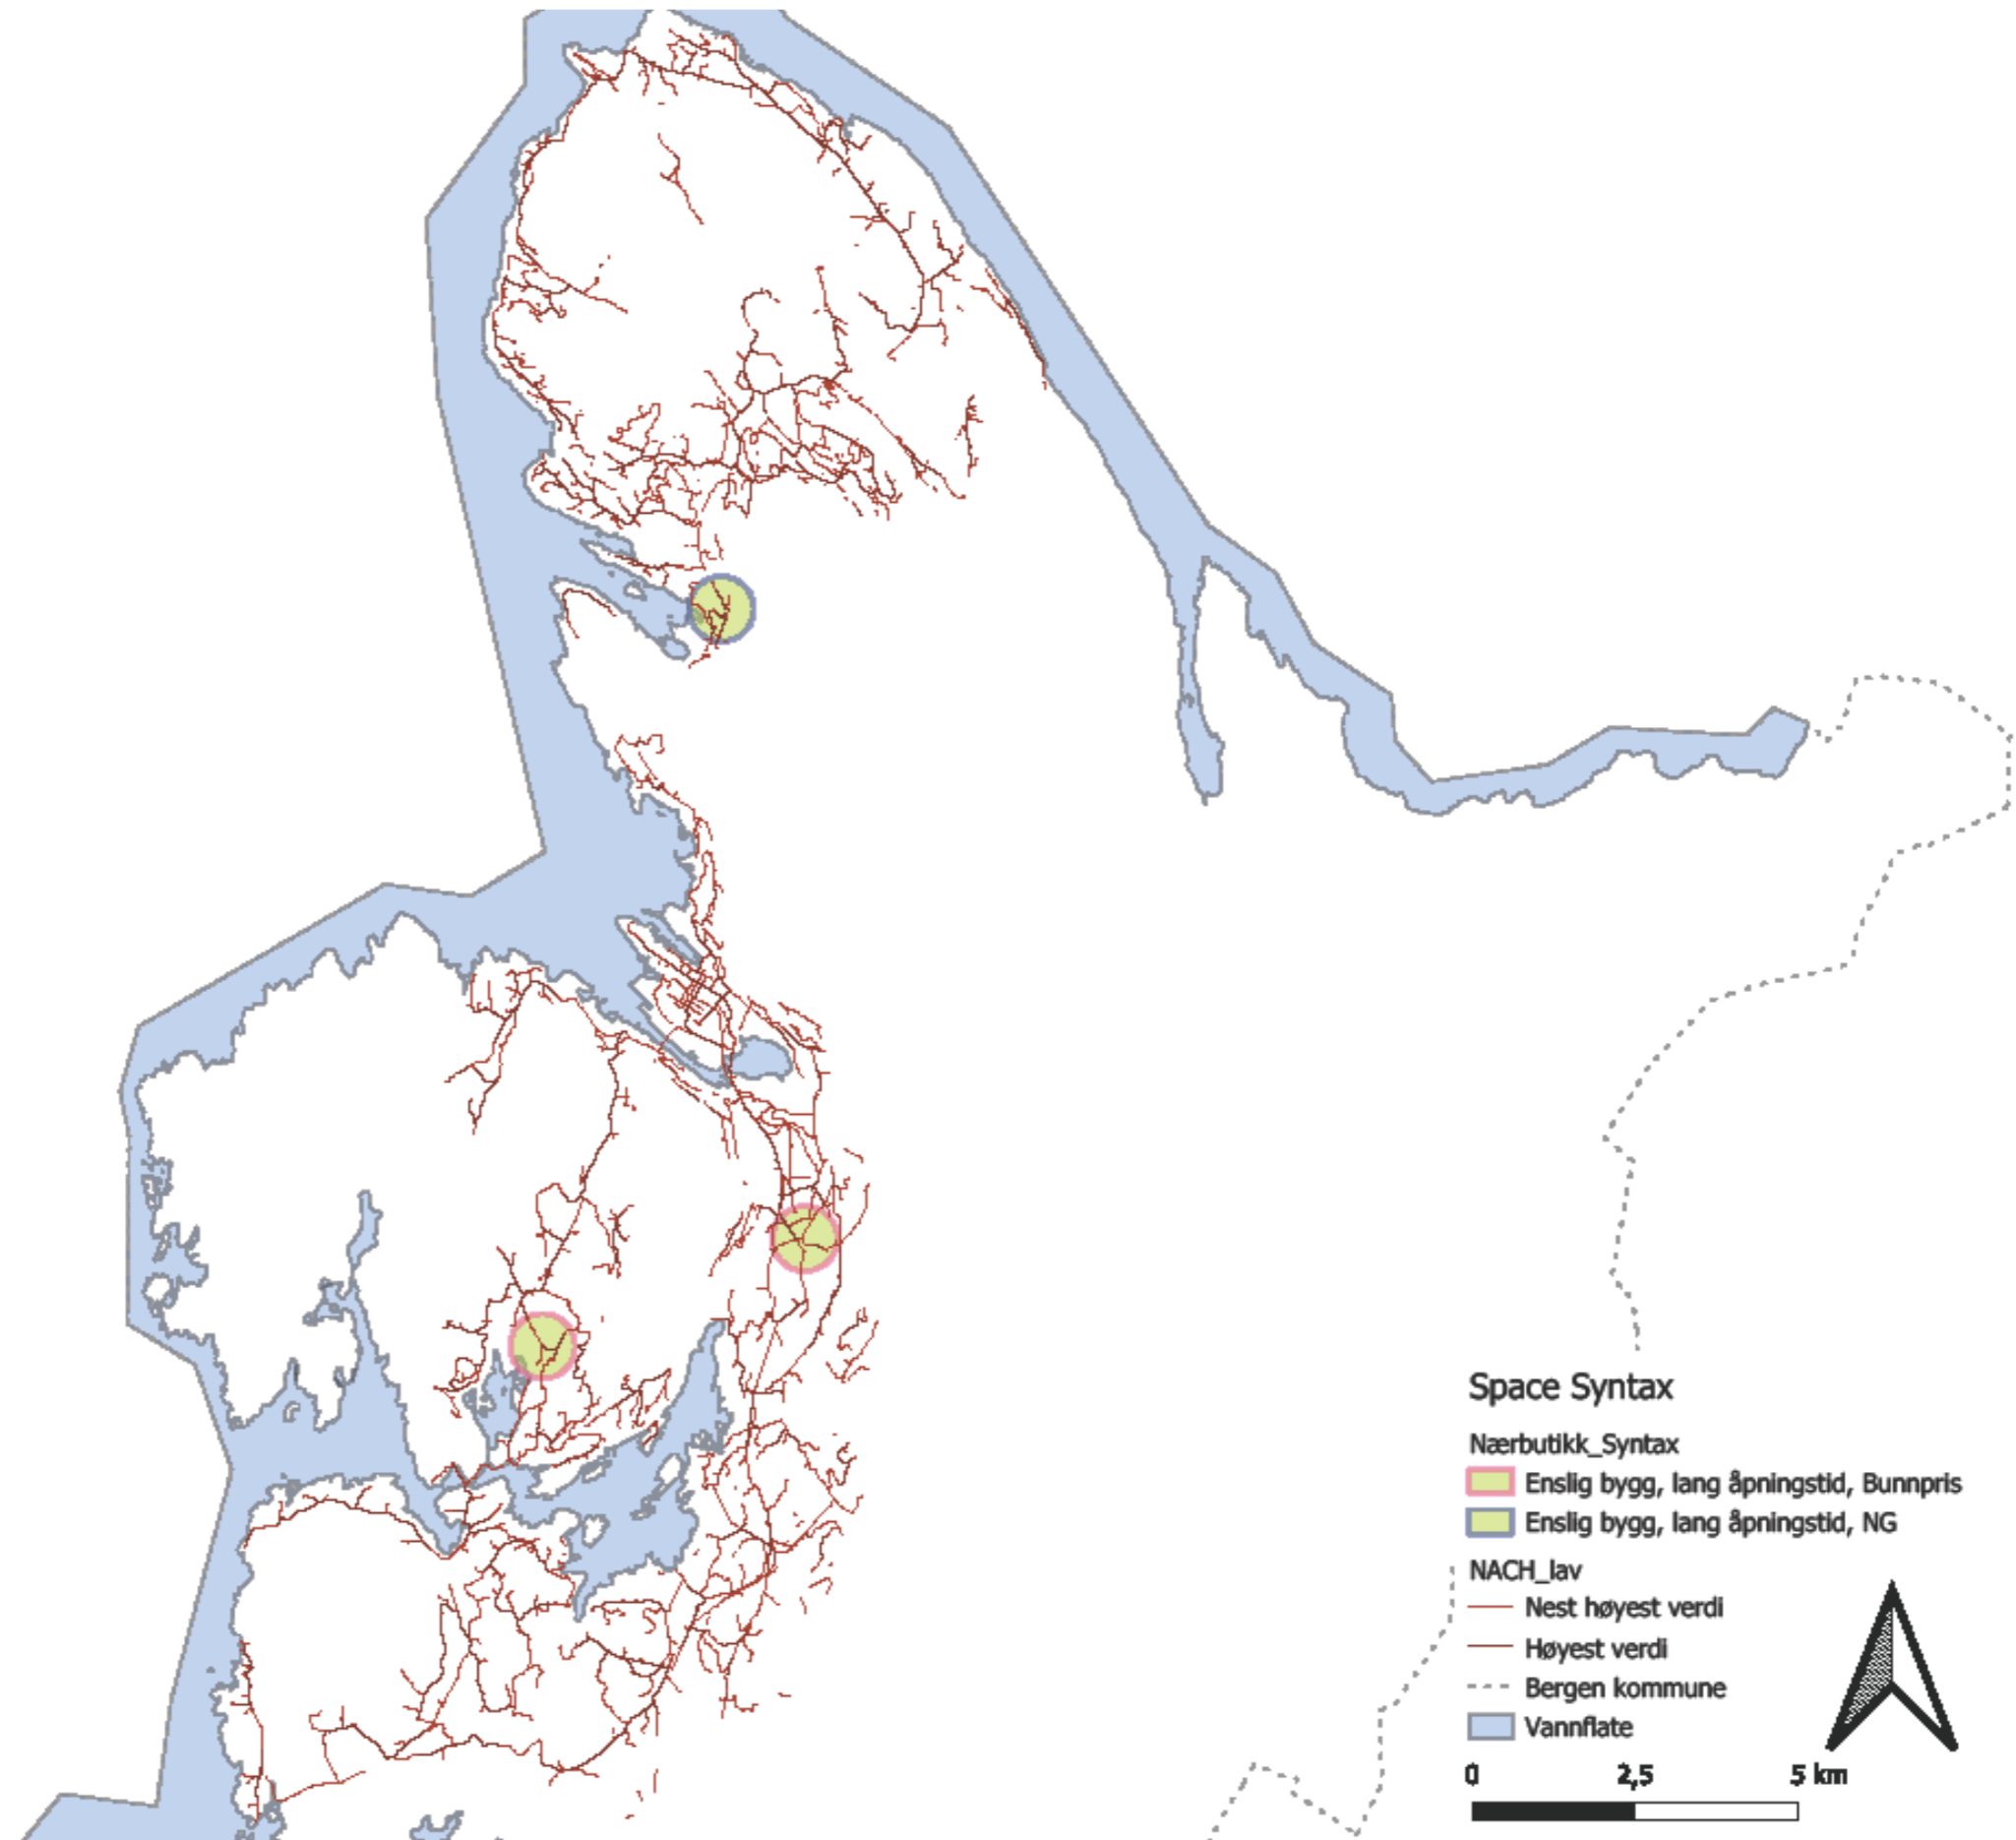 Space Syntax
Nærbutikk_Syntax
Enslig bygg, lang åpningstid, Bunnpris
Enslig bygg, lang åpningstid, NG
NACH_lav
Nest høyest verdi
Høyest verdi
Bergen kommune
Vannflate
0 2,5 5 km